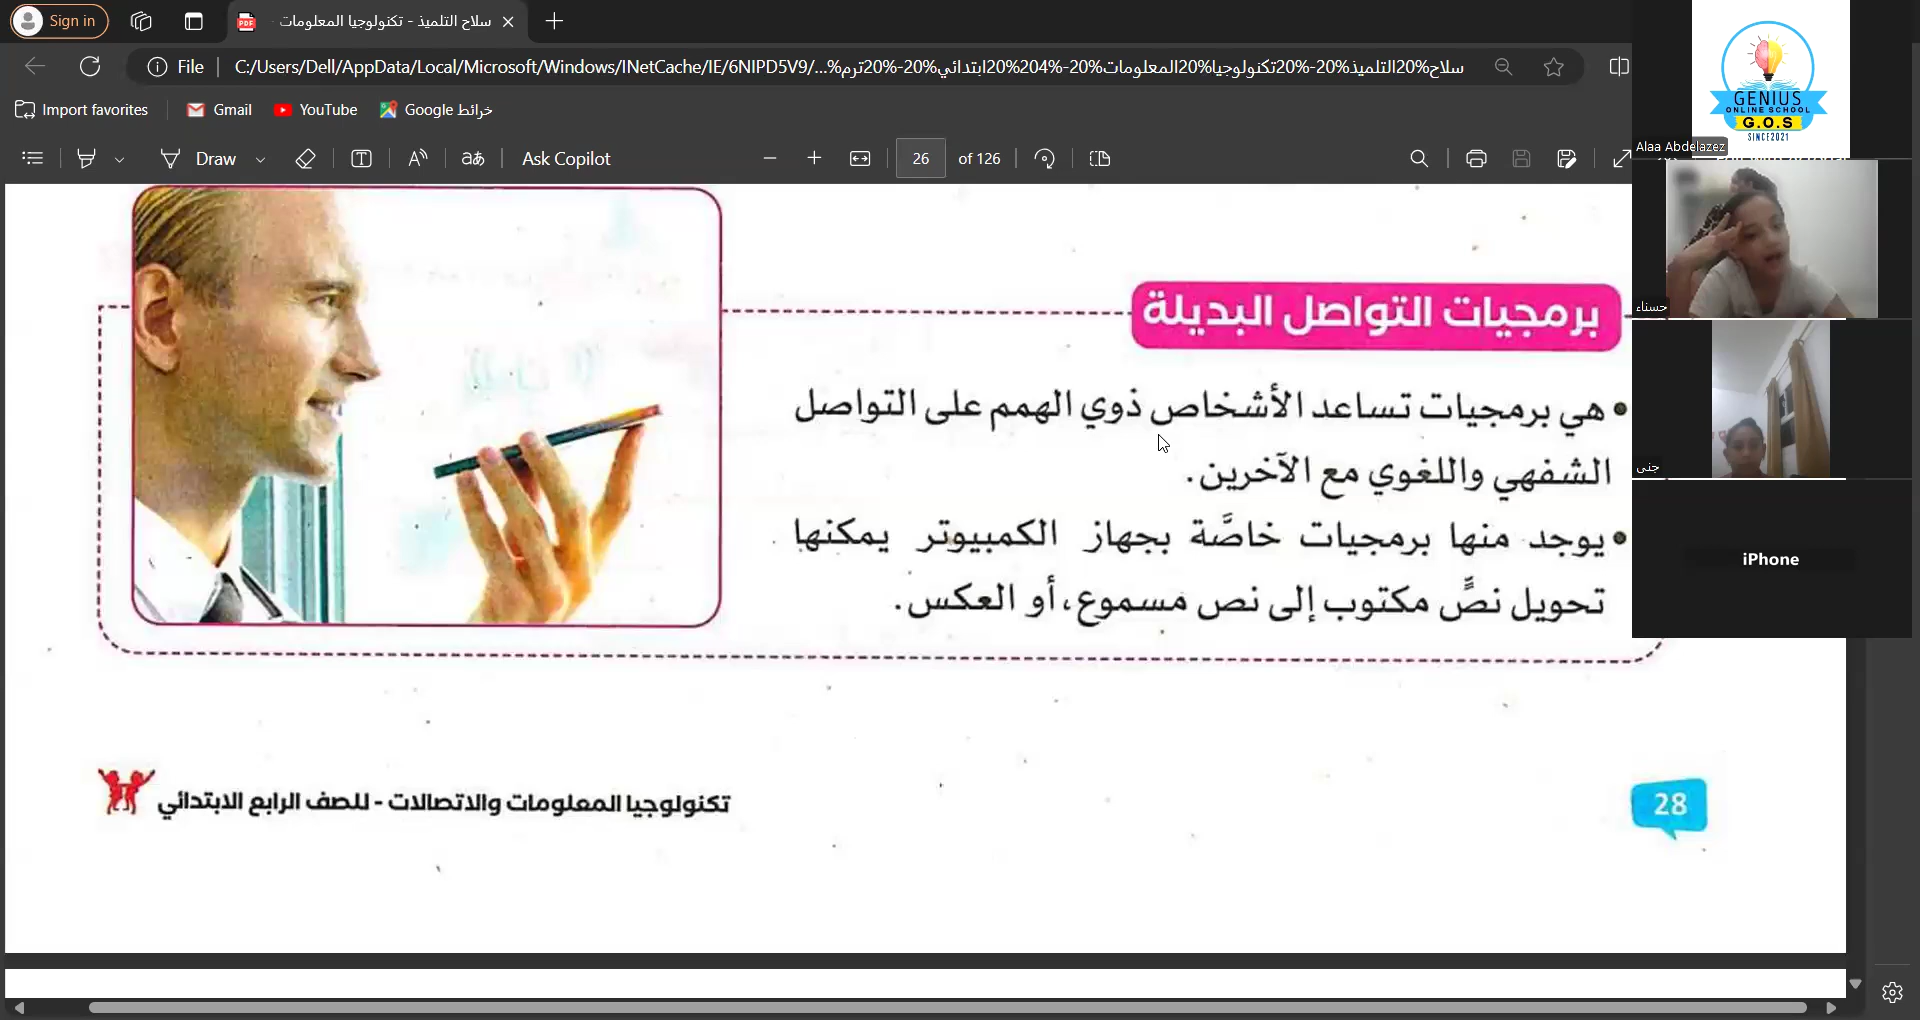 Sign in
سلاح التلميذ - تكنولوجيا المعلومات
File
C:/Users/Dell/AppData/Local/Microsoft/Windows/INetCache/IE/6NIPD5V9/...%سلاح%20التلميذ%20-%20تكنولوجيا%20المعلومات%20-%204%20ابتدائي%20-%20ترم
Import favorites
Gmail
YouTube
خرائط Google
Draw
Ask Copilot
26
of 126
GENIUS
ONLINE SCHOOL
G.O.S
SINCE2021
Alaa Abdelazez
حسناء
جنى
iPhone
برمجيات التواصل البديلة
• هي برمجيات تساعد الأشخاص ذوي الهمم على التواصل
الشفهي واللغوي مع الآخرين.
• يوجد منها برمجيات خاصَّة بجهاز الكمبيوتر يمكنها
تحويل نصٍّ مكتوب إلى نص مسموع، أو العكس.
تكنولوجيا المعلومات والاتصالات - للصف الرابع الابتدائي
28